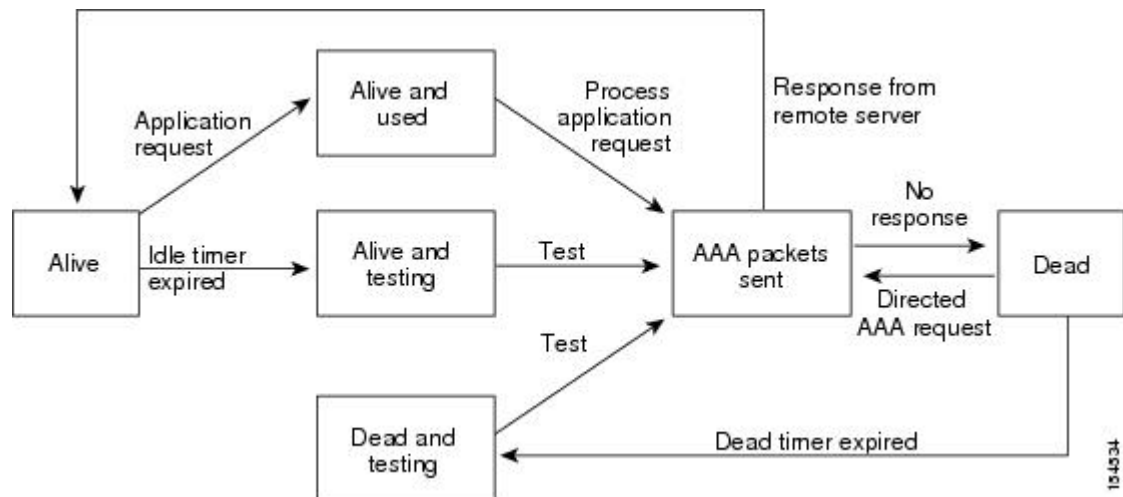 Alive and
used
Process
application
request
Response from
remote server
Application
request
Alive
Idle timer
expired
Alive and
testing
Test
AAA packets
sent
No
response
Directed
AAA request
Dead
Test
Dead and
testing
Dead timer expired
154534